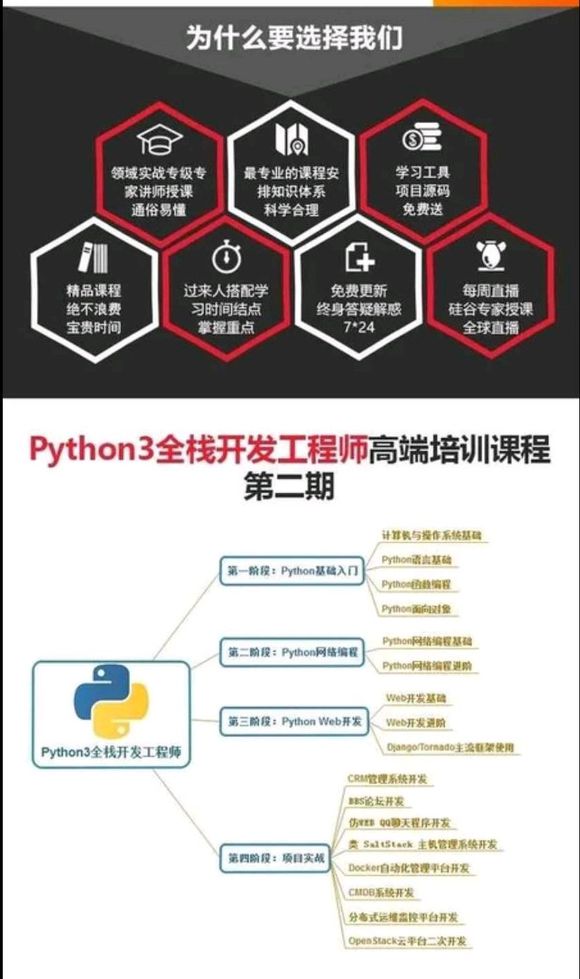 为什么要选择我们
领域实战专级专
家讲师授课
通俗易懂
最专业的课程安
排知识体系
科学合理
学习工具
项目源码
免费送
精品课程
绝不浪费
宝贵时间
过来人搭配学
习时间结点
掌握重点
免费更新
终身答疑解惑
7*24
每周直播
硅谷专家授课
全球直播
Python3全栈开发工程师高端培训课程
第二期
Python3全栈开发工程师
第一阶段：Python基础入门
计算机与操作系统基础
Python语言基础
Python函数编程
Python面向对象
第二阶段：Python网络编程
Python网络编程基础
Python网络编程进阶
第三阶段：Python Web开发
Web开发基础
Web开发进阶
Django/Tornado主流框架使用
第四阶段：项目实战
CRM管理系统开发
BBS论坛开发
仿WEB QQ聊天程序开发
类 SaltStack 主机管理系统开发
Docker自动化管理平台开发
CMDB系统开发
分布式运维监控平台开发
OpenStack云平台二次开发